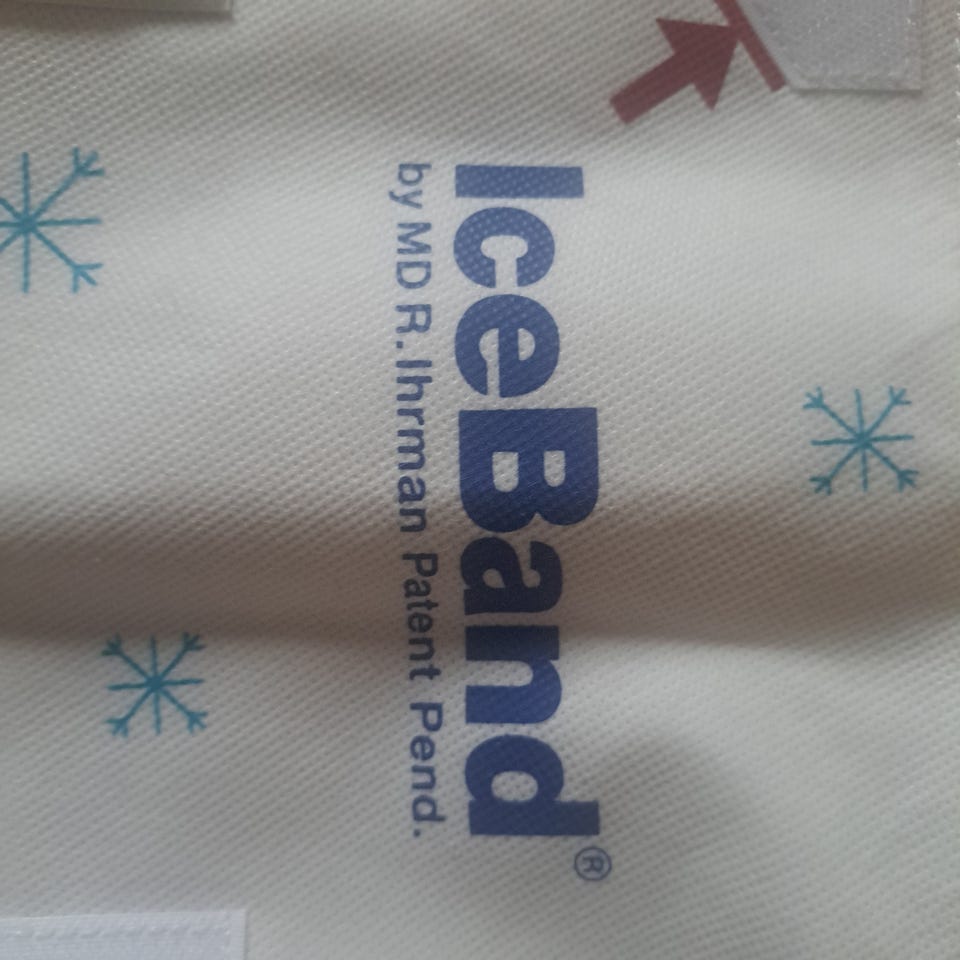 IceBand®
by MD R. Ihrman Patent Pend.